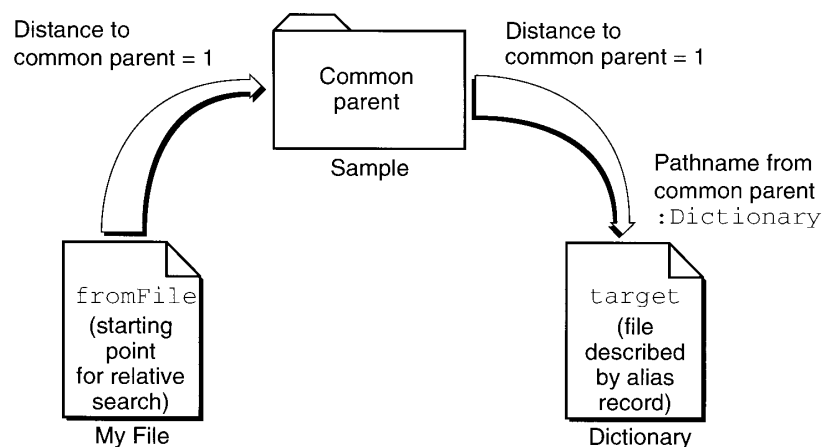 Distance to
common parent = 1
Common
parent
Sample
Distance to
common parent = 1
Pathname from
common parent
:Dictionary
fromFile
(starting
point
for relative
search)
My File
target
(file
described
by alias
record)
Dictionary